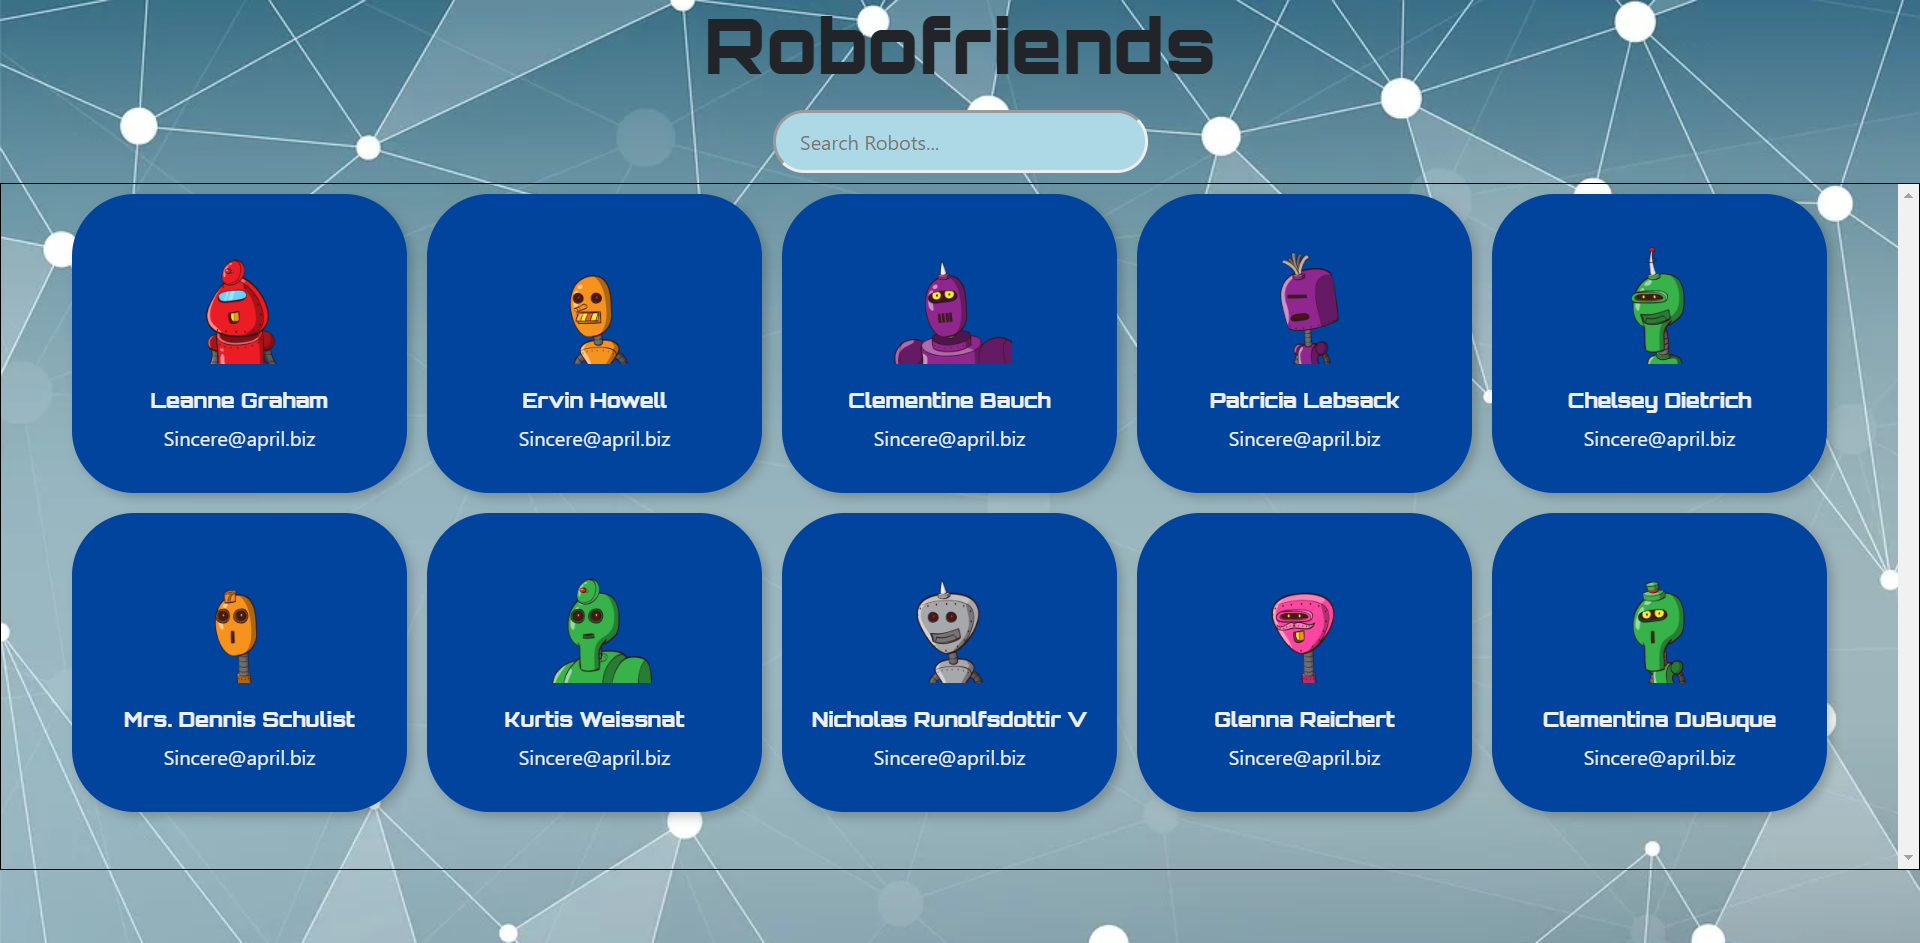 Robofriends
Search Robots...
Leanne Graham
Sincere@april.biz
Ervin Howell
Sincere@april.biz
Clementine Bauch
Sincere@april.biz
Patricia Lebsack
Sincere@april.biz
Chelsey Dietrich
Sincere@april.biz
Mrs. Dennis Schulist
Sincere@april.biz
Kurtis Weissnat
Sincere@april.biz
Nicholas Runolfsdottir V
Sincere@april.biz
Glenna Reichert
Sincere@april.biz
Clementina DuBuque
Sincere@april.biz